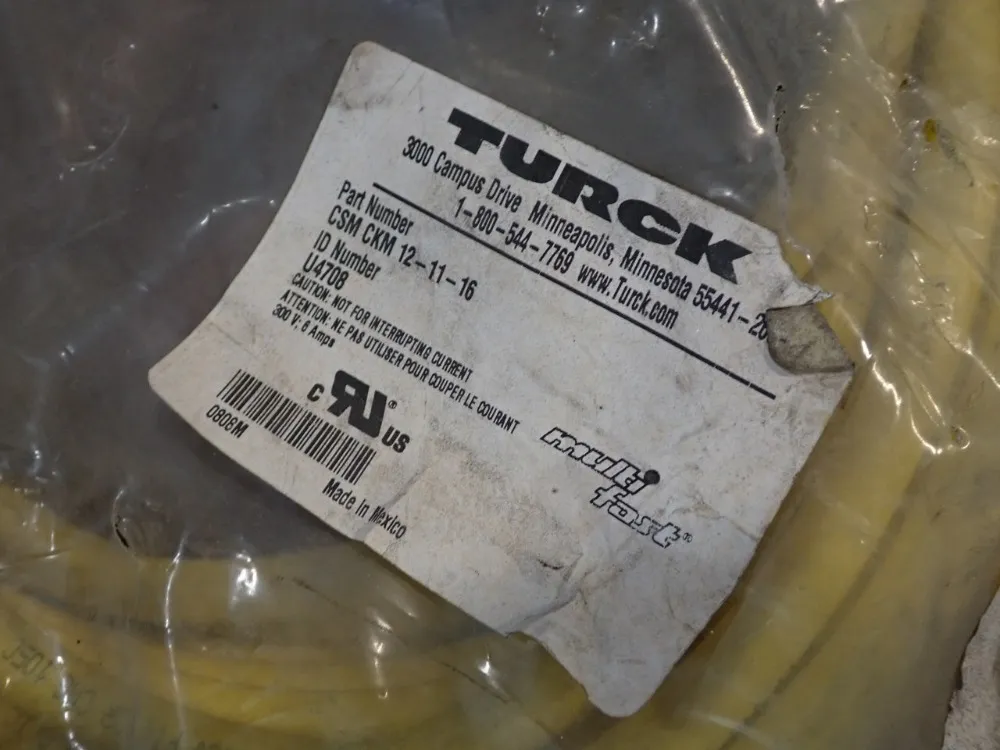 TURCK
3000 Campus Drive Minneapolis, Minnesota 55441-
1-800-544-7769 www.Turck.com
Part Number
CSM CKM 12-11-16
ID Number
U4708
CAUTION: NOT FOR INTERRUPTING CURRENT
ATTENTION: NE PAS UTILISER POUR COUPER LE COURANT
300 V; 6 Amps
c RU® US
0808M
Made in Mexico
multi
fast®